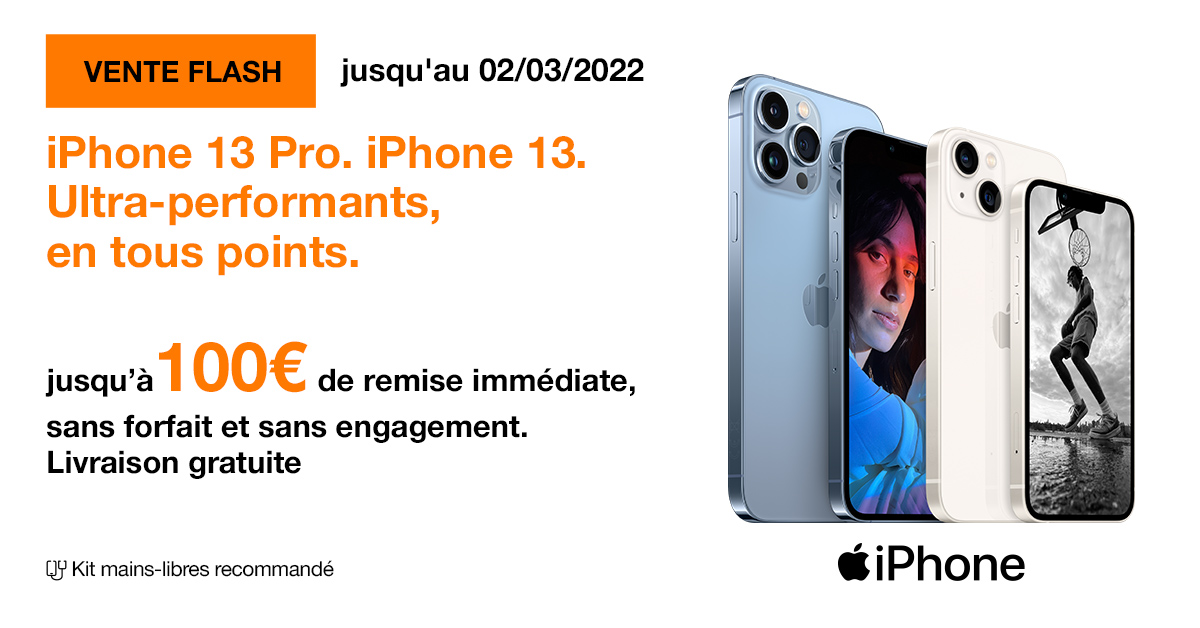 VENTE FLASH jusqu'au 02/03/2022
iPhone 13 Pro. iPhone 13.
Ultra-performants,
en tous points.
jusqu’à 100€ de remise immédiate,
sans forfait et sans engagement.
Livraison gratuite
Kit mains-libres recommandé
iPhone